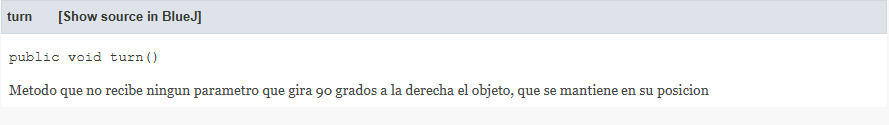 turn [Show source in BlueJ]
public void turn()
Metodo que no recibe ningun parametro que gira 90 grados a la derecha el objeto, que se mantiene en su posicion